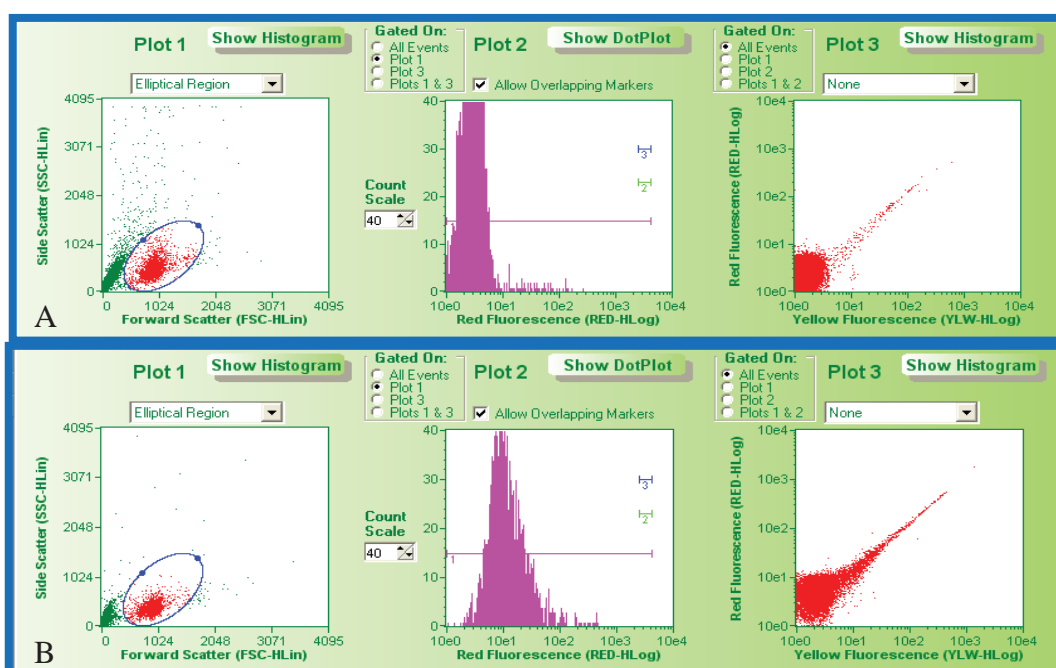 Plot 1
Show Histogram
Elliptical Region
4095
3071
2048
1024
0
Side Scatter (SSC-HLin)
0
1024
2048
3071
4095
Forward Scatter (FSC-HLin)
A
Gated On:
All Events
Plot 1
Plot 3
Plots 1 & 3
Plot 2
Show DotPlot
Allow Overlapping Markers
Count
Scale
40
40
30
20
10
0
3
2
10e0
10e1
10e2
10e3
10e4
Red Fluorescence (RED-HLog)
Gated On:
All Events
Plot 1
Plot 2
Plots 1 & 2
Plot 3
Show Histogram
None
Red Fluorescence (RED-HLog)
10e4
10e3
10e2
10e1
10e0
10e0
10e1
10e2
10e3
10e4
Yellow Fluorescence (YLW-HLog)
Plot 1
Show Histogram
Elliptical Region
4095
3071
2048
1024
0
Side Scatter (SSC-HLin)
0
1024
2048
3071
4095
Forward Scatter (FSC-HLin)
B
Gated On:
All Events
Plot 1
Plot 3
Plots 1 & 3
Plot 2
Show DotPlot
Allow Overlapping Markers
Count
Scale
40
40
30
20
10
0
3
2
1
10e0
10e1
10e2
10e3
10e4
Red Fluorescence (RED-HLog)
Gated On:
All Events
Plot 1
Plot 2
Plots 1 & 2
Plot 3
Show Histogram
None
Red Fluorescence (RED-HLog)
10e4
10e3
10e2
10e1
10e0
10e0
10e1
10e2
10e3
10e4
Yellow Fluorescence (YLW-HLog)